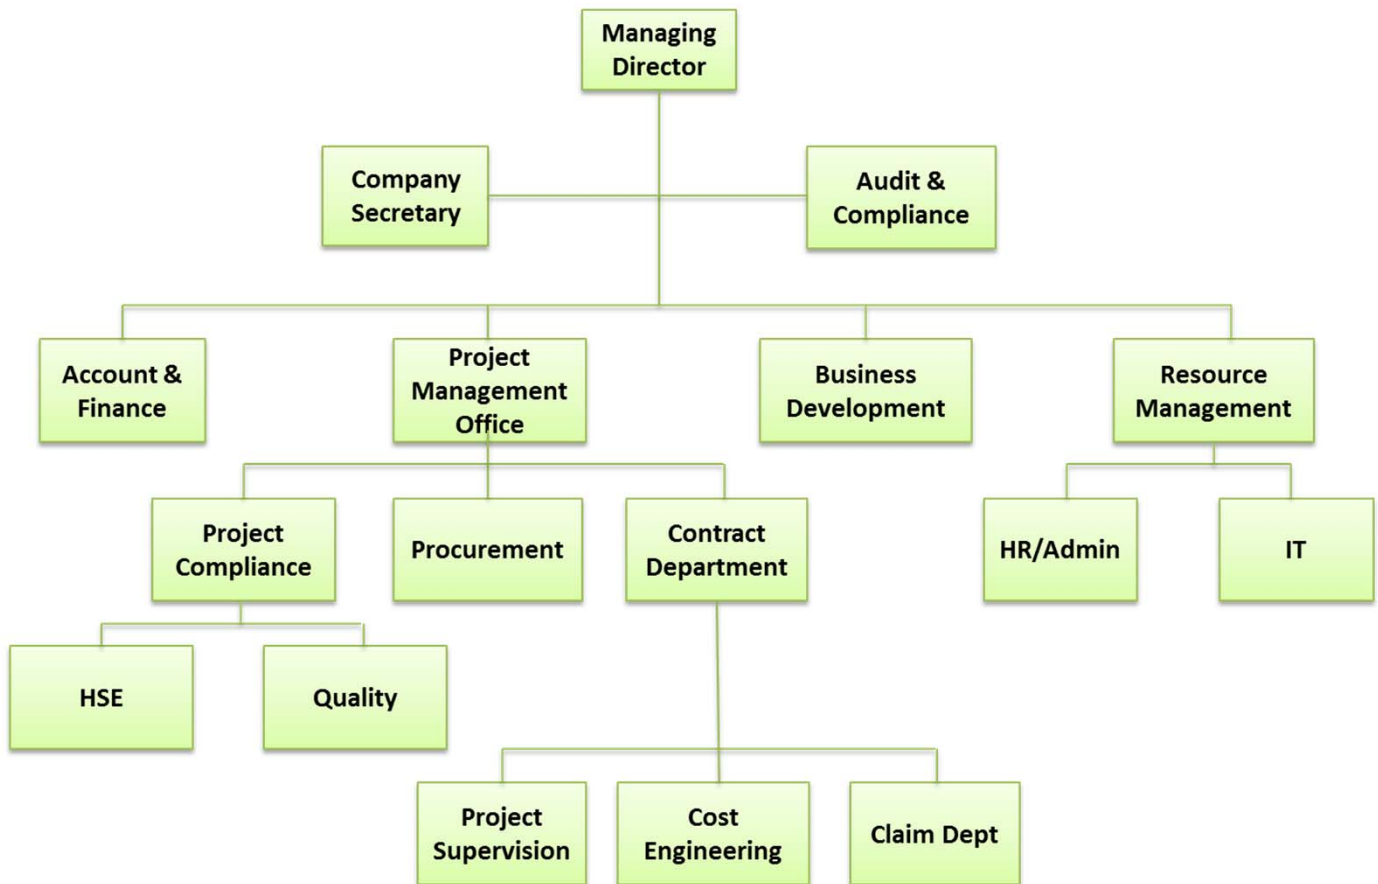 Managing
Director
Company
Secretary
Audit &
Compliance
Account &
Finance
Project
Management
Office
Business
Development
Resource
Management
Project
Compliance
Procurement
Contract
Department
HR/Admin
IT
HSE
Quality
Project
Supervision
Cost
Engineering
Claim Dept